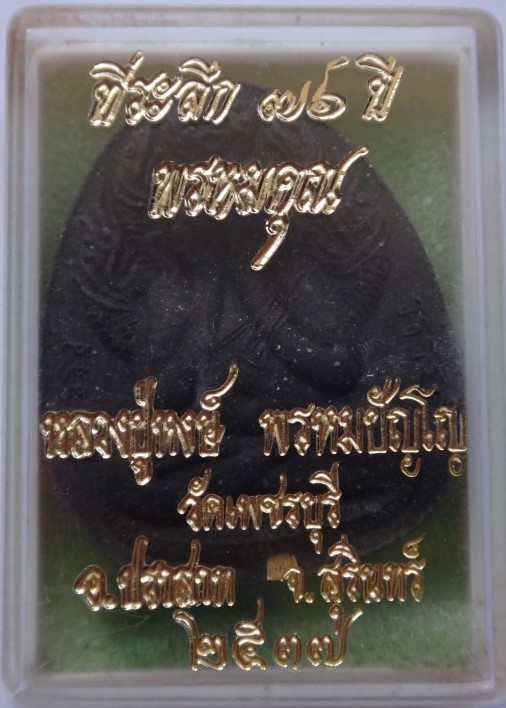 ที่ระลึก ๗๖ ปี
พรหมคุณ
หลวงปู่หงษ์ พรหมปัญโญ
วัดเพชรบุรี
อ.ปราสาท จ.สุรินทร์
๒๕๓๗